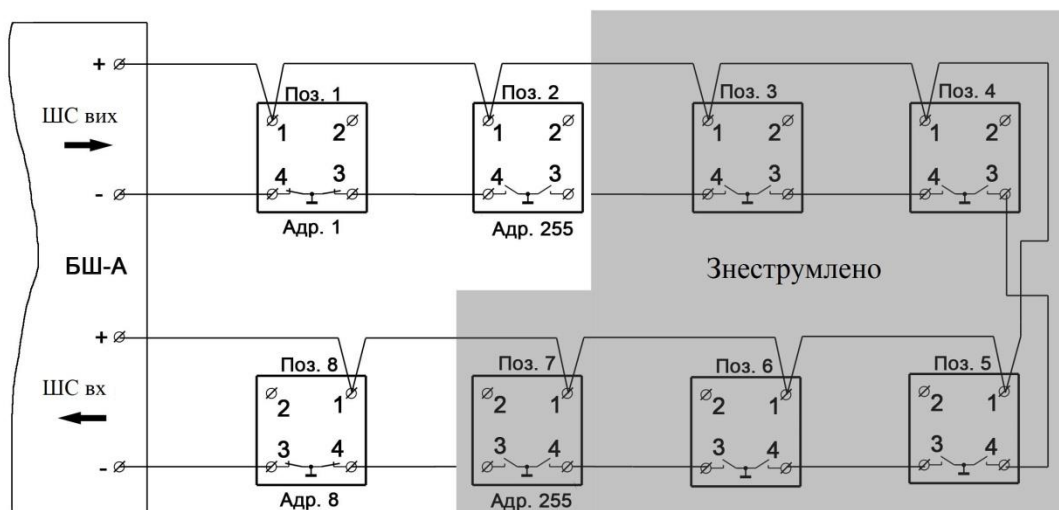 Поз. 1 Поз. 2 Поз. 3 Поз. 4
+
ШС вих
1 2 1 2 1 2 1 2
4 3 4 3 4 3 4 3
-
Адр. 1 Адр. 255
БШ-А
Знеструмлено
+
Поз. 8 Поз. 7 Поз. 6 Поз. 5
ШС вх
2 1 2 1 2 1 2 1
3 4 3 4 3 4 3 4
-
Адр. 8 Адр. 255